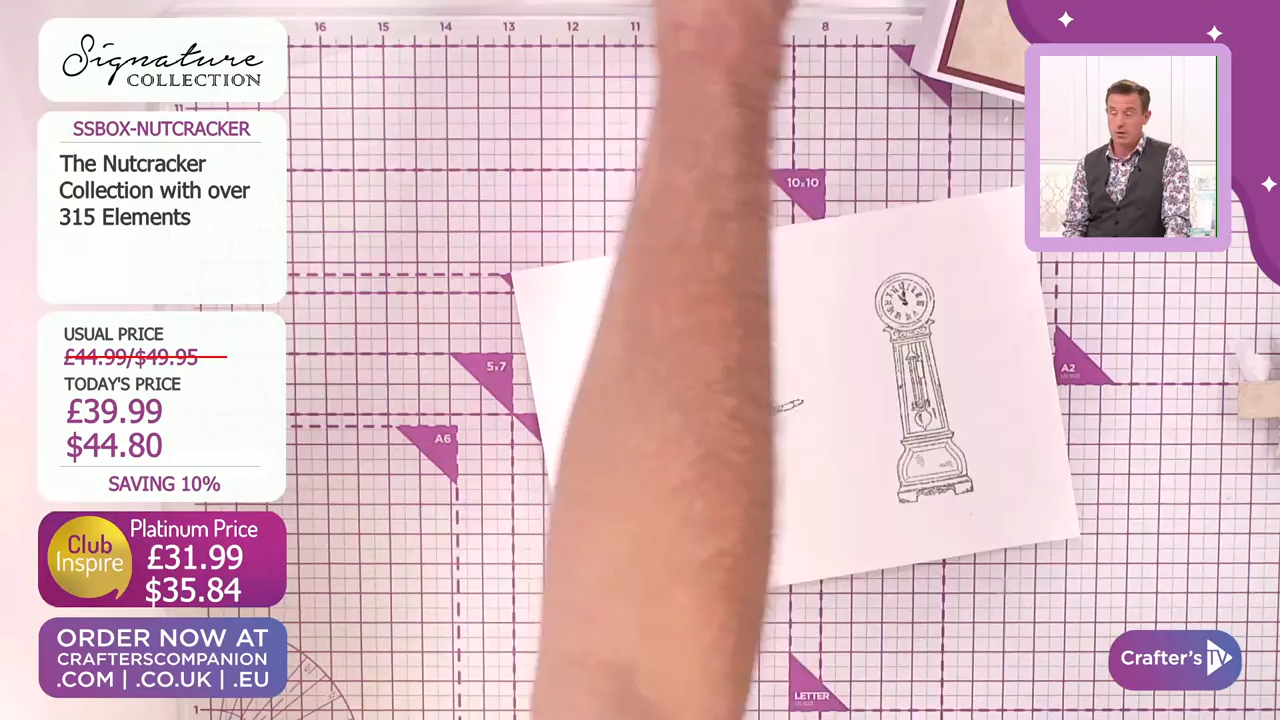 Signature
COLLECTION
SSBOX-NUTCRACKER
The Nutcracker
Collection with over
315 Elements
USUAL PRICE
£44.99/$49.95
TODAY'S PRICE
£39.99
$44.80
SAVING 10%
Club
Inspire
Platinum Price
£31.99
$35.84
ORDER NOW AT
CRAFTERSCOMPANION
.COM | .CO.UK | .EU
16 15 14 13 12 11 8 7
11
10x10
5x7
A6
A2
LETTER
1
Crafter's TV